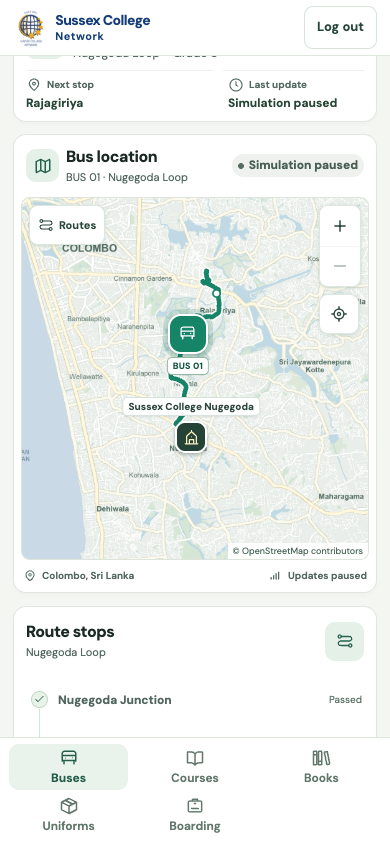 Sussex College
Network
Log out
Next stop
Rajagiriya
Last update
Simulation paused
Bus location
BUS 01 · Nugegoda Loop
Simulation paused
Routes
COLOMBO
Cinnamon Gardens
Bambalapitiya
Narahenpita
Sri Jayawardenepura
Kotte
Wellawatte
Kirulapone
BUS 01
Sussex College Nugegoda
Kohuwala
Maharagama
Dehiwala
© OpenStreetMap contributors
Colombo, Sri Lanka
Updates paused
Route stops
Nugegoda Loop
Nugegoda Junction
Passed
Buses
Courses
Books
Uniforms
Boarding